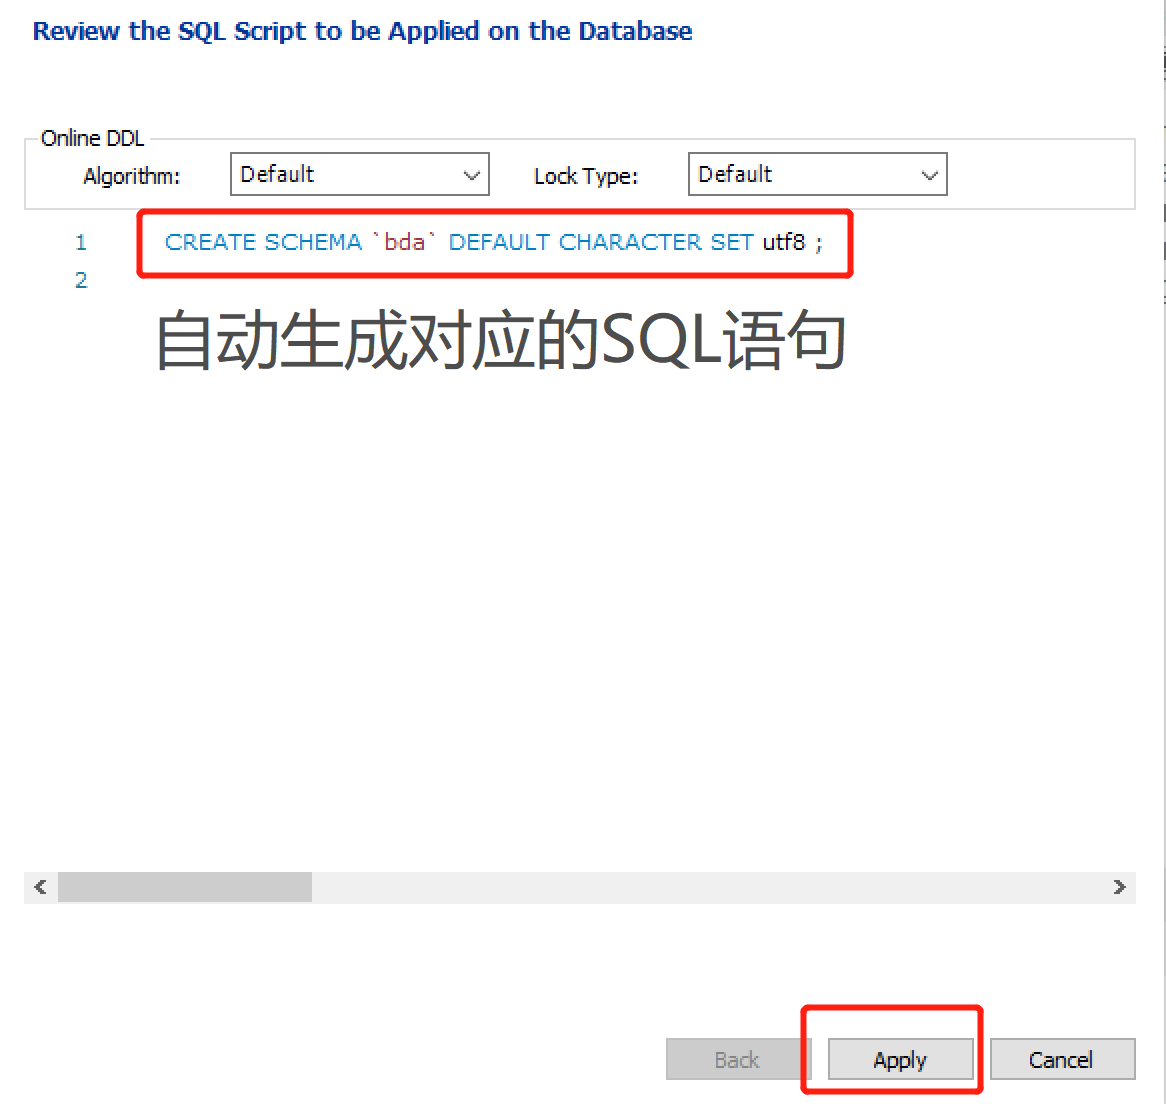 Review the SQL Script to be Applied on the Database
Online DDL
Algorithm: Default Lock Type: Default
1 CREATE SCHEMA `bda` DEFAULT CHARACTER SET utf8 ;
2
自动生成对应的SQL语句
Back Apply Cancel